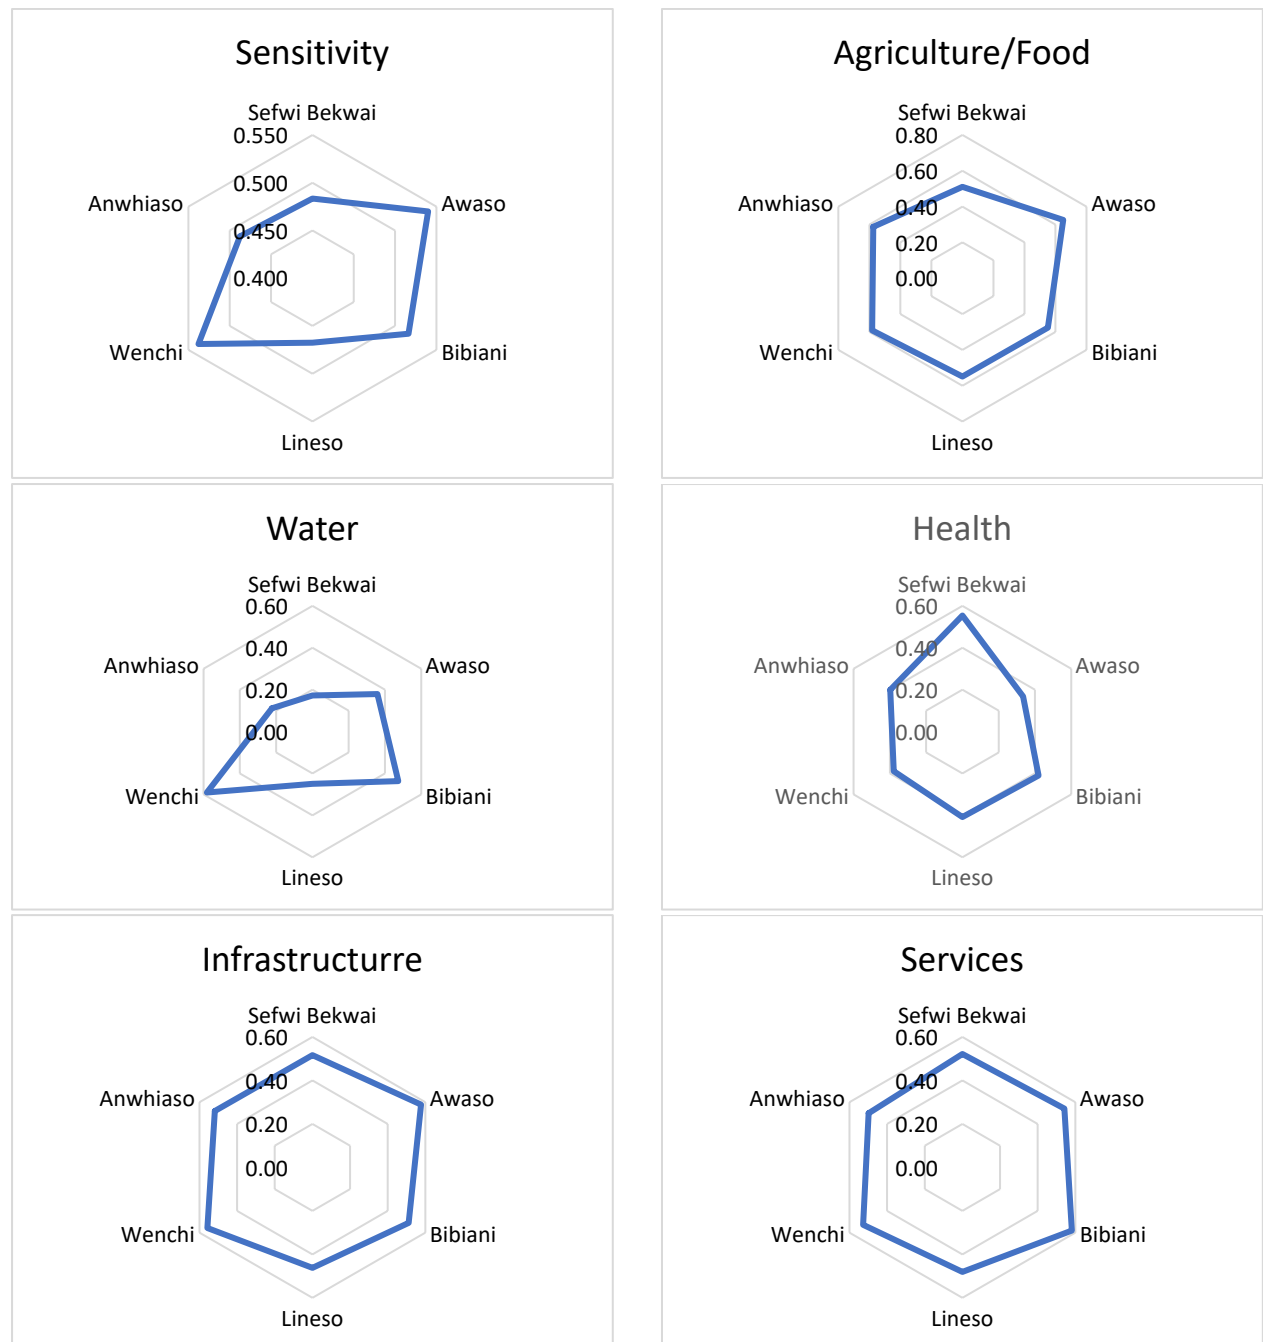 Sensitivity
Sefwi Bekwai
0.550
0.500
0.450
0.400
Anwhiaso
Awaso
Wenchi
Bibiani
Lineso
Agriculture/Food
Sefwi Bekwai
0.80
0.60
0.40
0.20
0.00
Anwhiaso
Awaso
Wenchi
Bibiani
Lineso
Water
Sefwi Bekwai
0.60
0.40
0.20
0.00
Anwhiaso
Awaso
Wenchi
Bibiani
Lineso
Health
Sefwi Bekwai
0.60
0.40
0.20
0.00
Anwhiaso
Awaso
Wenchi
Bibiani
Lineso
Infrastructurre
Sefwi Bekwai
0.60
0.40
0.20
0.00
Anwhiaso
Awaso
Wenchi
Bibiani
Lineso
Services
Sefwi Bekwai
0.60
0.40
0.20
0.00
Anwhiaso
Awaso
Wenchi
Bibiani
Lineso